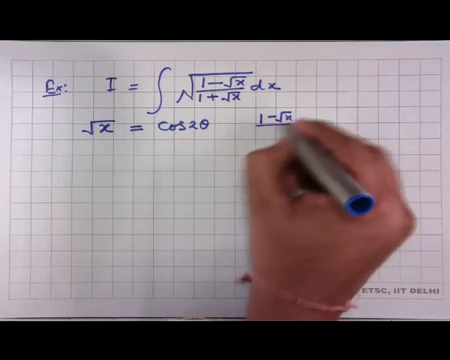 Ex: I = ∫ √((1-√x)/(1+√x)) dx
√x = cos2θ 1-√x
ETSC, IIT DELHI